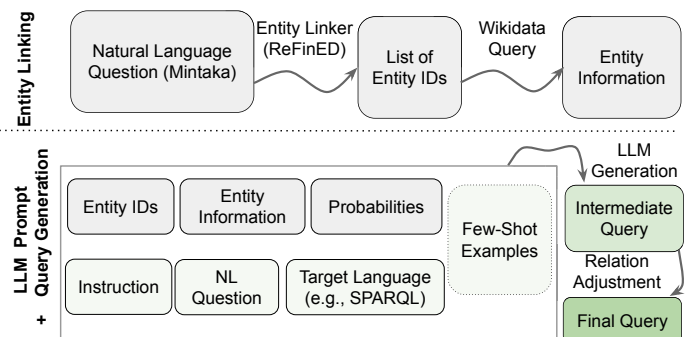 Entity Linking
Natural Language
Question (Mintaka)
Entity Linker
(ReFinED)
List of
Entity IDs
Wikidata
Query
Entity
Information
LLM Prompt
+ Query Generation
Entity IDs
Entity
Information
Probabilities
Few-Shot
Examples
Instruction
NL
Question
Target Language
(e.g., SPARQL)
LLM
Generation
Intermediate
Query
Relation
Adjustment
Final Query